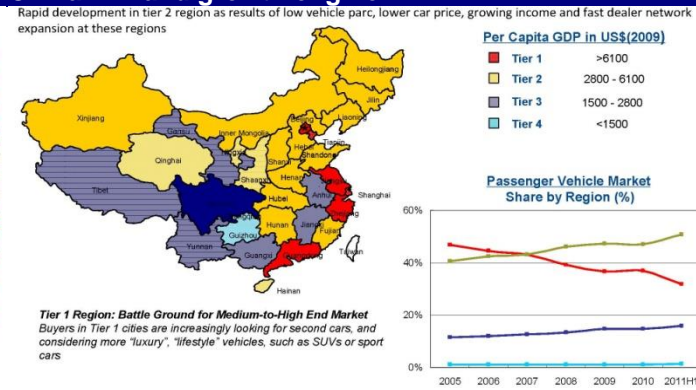 Rapid development in tier 2 region as results of low vehicle parc, lower car price, growing income and fast dealer network
expansion at these regions
Per Capita GDP in US$(2009)
Tier 1 >6100
Tier 2 2800 - 6100
Tier 3 1500 - 2800
Tier 4 <1500
Heilongjiang
Jilin
Liaoning
Xinjiang
Gansu
Inner Mongolia
Beijing
Tianjin
Hebei
Shandong
Shanxi
Qinghai
Ningxia
Shaanxi
Henan
Tibet
Hubei
Anhui
Shanghai
Zhejiang
Hunan
Jiangxi
Guizhou
Fujian
Yunnan
Guangxi
Guangdong
Taiwan
Hainan
Passenger Vehicle Market
Share by Region (%)
60%
40%
20%
0%
2005 2006 2007 2008 2009 2010 2011H1
Tier 1 Region: Battle Ground for Medium-to-High End Market
Buyers in Tier 1 cities are increasingly looking for second cars, and
considering more "luxury", "lifestyle" vehicles, such as SUVs or sport
cars